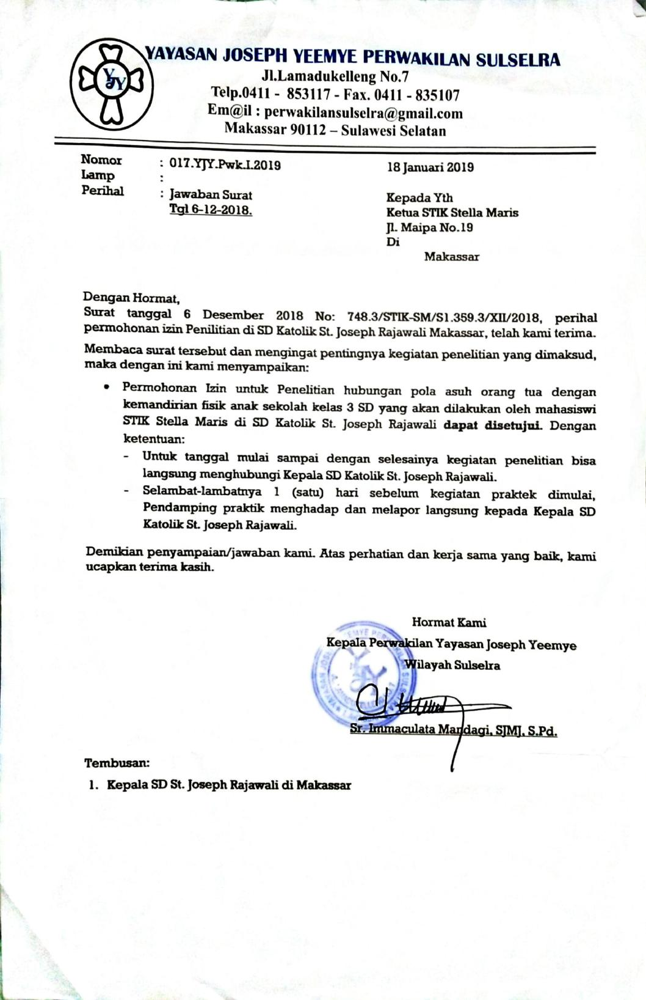 YAYASAN JOSEPH YEEMYE PERWAKILAN SULSELRA
YJY
Jl.Lamadukelleng No.7
Telp.0411 - 853117 - Fax. 0411 - 835107
Em@il : perwakilansulselra@gmail.com
Makassar 90112 – Sulawesi Selatan
Nomor : 017.YJY.Pwk.I.2019
18 Januari 2019
Lamp :
Perihal : Jawaban Surat
Tgl 6-12-2018.
Kepada Yth
Ketua STIK Stella Maris
Jl. Maipa No.19
Di
Makassar
Dengan Hormat,
Surat tanggal 6 Desember 2018 No: 748.3/STIK-SM/S1.359.3/XII/2018, perihal
permohonan izin Penilitian di SD Katolik St. Joseph Rajawali Makassar, telah kami terima.
Membaca surat tersebut dan mengingat pentingnya kegiatan penelitian yang dimaksud,
maka dengan ini kami menyampaikan:
• Permohonan Izin untuk Penelitian hubungan pola asuh orang tua dengan
kemandirian fisik anak sekolah kelas 3 SD yang akan dilakukan oleh mahasiswi
STIK Stella Maris di SD Katolik St. Joseph Rajawali dapat disetujui. Dengan
ketentuan:
- Untuk tanggal mulai sampai dengan selesainya kegiatan penelitian bisa
langsung menghubungi Kepala SD Katolik St. Joseph Rajawali.
- Selambat-lambatnya 1 (satu) hari sebelum kegiatan praktek dimulai,
Pendamping praktik menghadap dan melapor langsung kepada Kepala SD
Katolik St. Joseph Rajawali.
Demikian penyampaian/jawaban kami. Atas perhatian dan kerja sama yang baik, kami
ucapkan terima kasih.
Hormat Kami
Kepala Perwakilan Yayasan Joseph Yeemye
Wilayah Sulselra
Sr. Immaculata Mandagi, SJMJ, S.Pd.
Tembusan:
1. Kepala SD St. Joseph Rajawali di Makassar